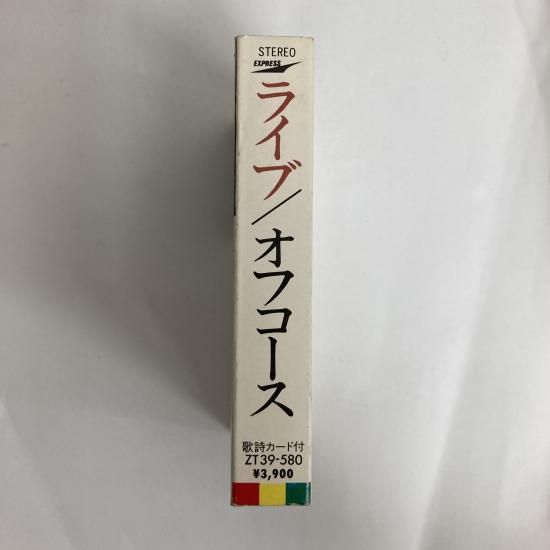 STEREO
EXPRESS
ライブ/オフコース
歌詩カード付
ZT39-580
¥3,900